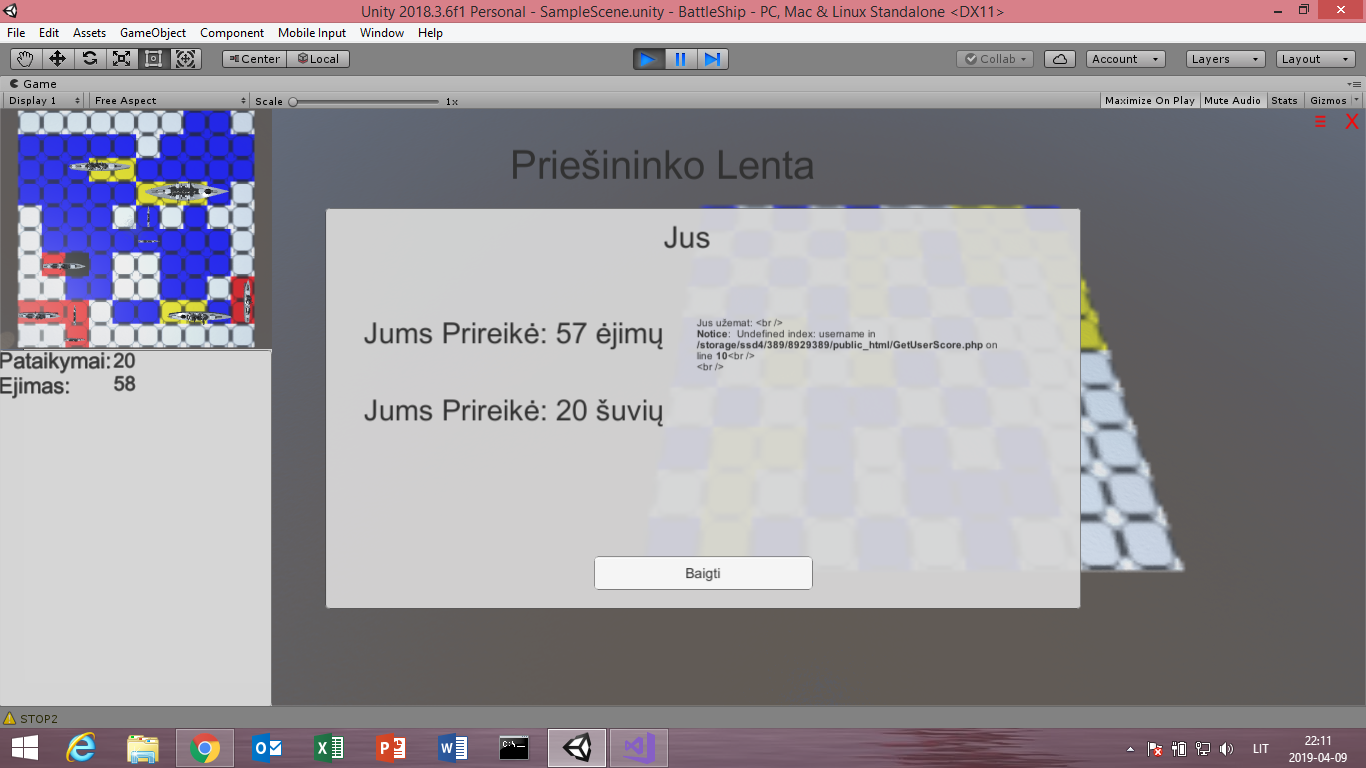 Unity 2018.3.6f1 Personal - SampleScene.unity - BattleShip - PC, Mac & Linux Standalone <DX11>
File Edit Assets GameObject Component Mobile Input Window Help
Center Local Collab Account Layers Layout
Game
Display 1 Free Aspect Scale 1x Maximize On Play Mute Audio Stats Gizmos
X
Priešininko Lenta
Jus
Jums Prireikė: 57 ėjimų
Jus užemat: <br />
Notice: Undefined index: username in
/storage/ssd4/389/8929389/public_html/GetUserScore.php on
line 10<br />
<br />
Pataikymai: 20
Ejimas: 58
Jums Prireikė: 20 šuvių
Baigti
STOP2
LIT
22:11
2019-04-09